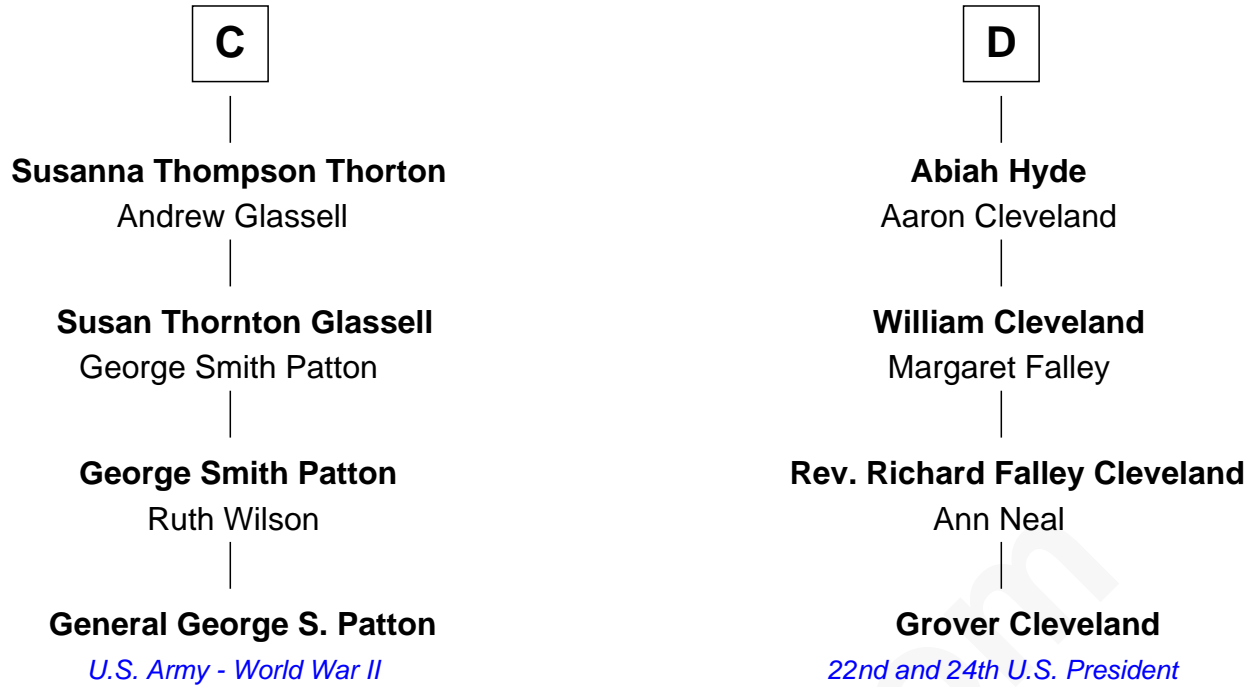 C
Susanna Thompson Thorton
Andrew Glassell
Susan Thornton Glassell
George Smith Patton
George Smith Patton
Ruth Wilson
General George S. Patton
U.S. Army - World War II
D
Abiah Hyde
Aaron Cleveland
William Cleveland
Margaret Falley
Rev. Richard Falley Cleveland
Ann Neal
Grover Cleveland
22nd and 24th U.S. President